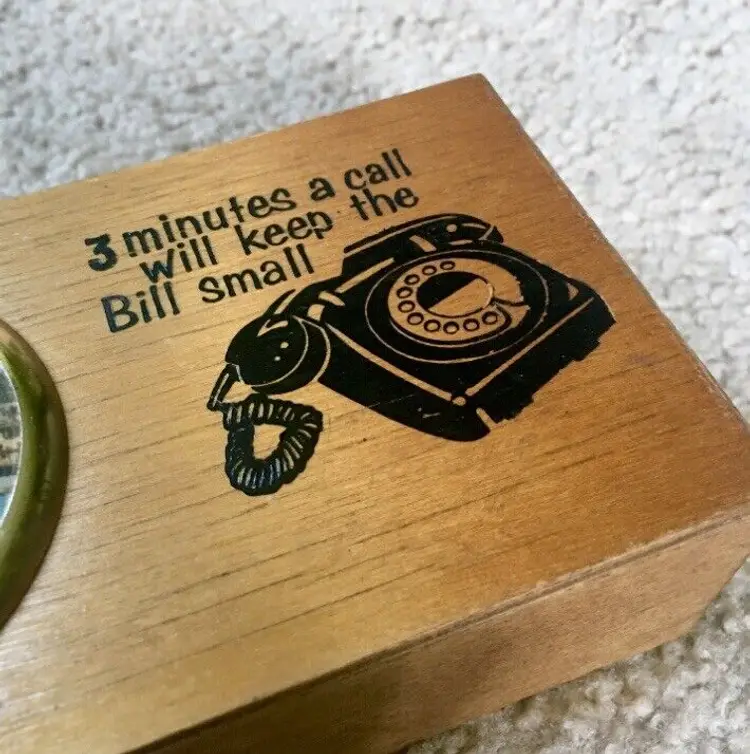 3 minutes a call
will keep the
Bill small